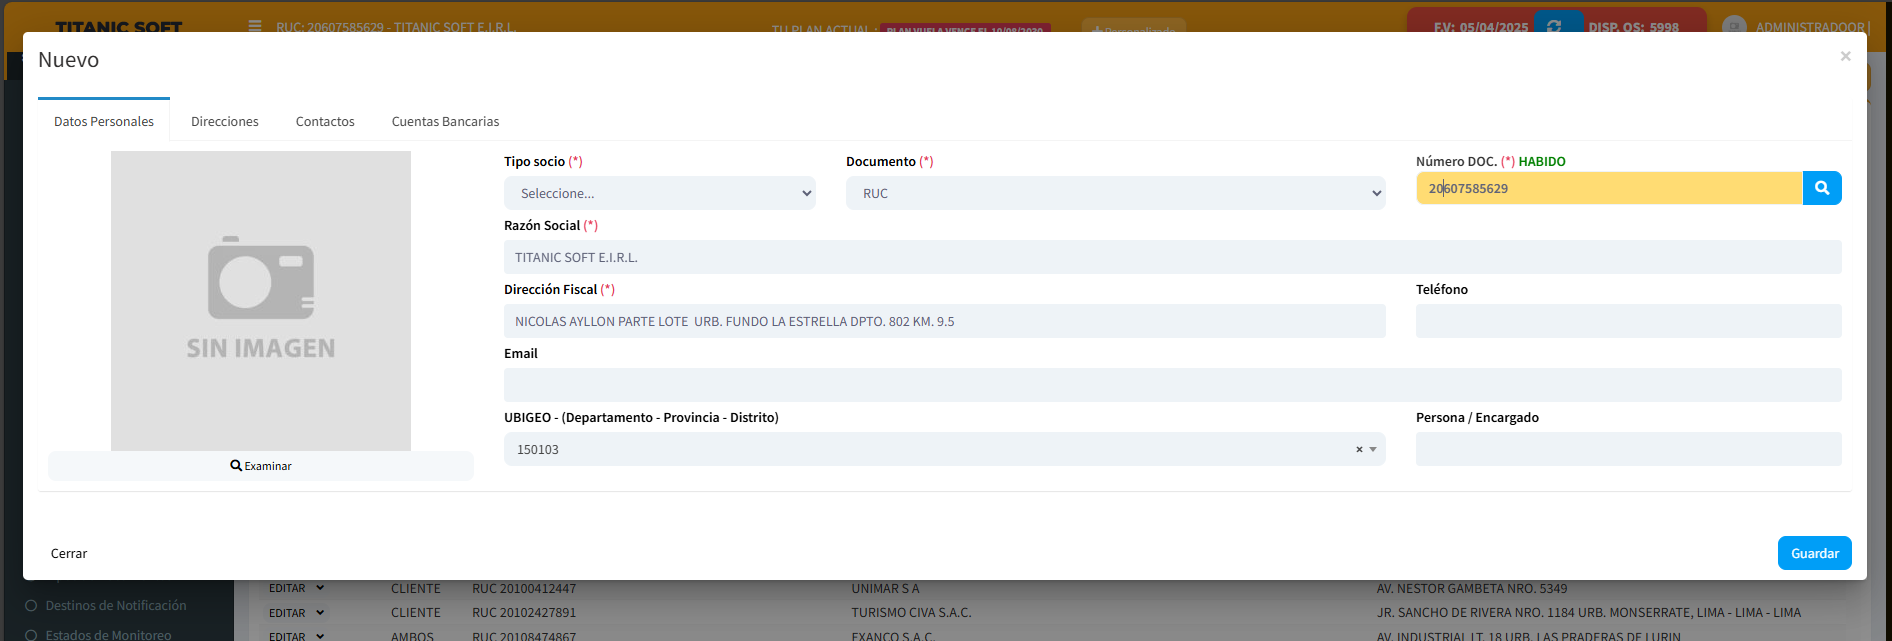 TITANIC SOFT
RUC: 20607585629 - TITANIC SOFT E.I.R.L.
TU PLAN ACTUAL : PLAN VUELA VENCE EL 10/08/2030
+ Personalizado
F.V: 05/04/2025 DISP. OS: 5998
ADMINISTRADOOR |
Nuevo
×
Datos Personales Direcciones Contactos Cuentas Bancarias
SIN IMAGEN
Examinar
Tipo socio (*) Documento (*) Número DOC. (*) HABIDO
Seleccione... RUC 20607585629
Razón Social (*)
TITANIC SOFT E.I.R.L.
Dirección Fiscal (*) Teléfono
NICOLAS AYLLON PARTE LOTE URB. FUNDO LA ESTRELLA DPTO. 802 KM. 9.5
Email
UBIGEO - (Departamento - Provincia - Distrito) Persona / Encargado
150103 ×
Cerrar Guardar
EDITAR CLIENTE RUC 20100412447 UNIMAR S A AV. NESTOR GAMBETA NRO. 5349
Destinos de Notificación
EDITAR CLIENTE RUC 20102427891 TURISMO CIVA S.A.C. JR. SANCHO DE RIVERA NRO. 1184 URB. MONSERRATE, LIMA - LIMA - LIMA
Estados de Monitoreo
EDITAR AMBOS RUC 20108474867 EXANCO S.A.C. AV. INDUSTRIAL LT. 18 URB. LAS PRADERAS DE LURIN